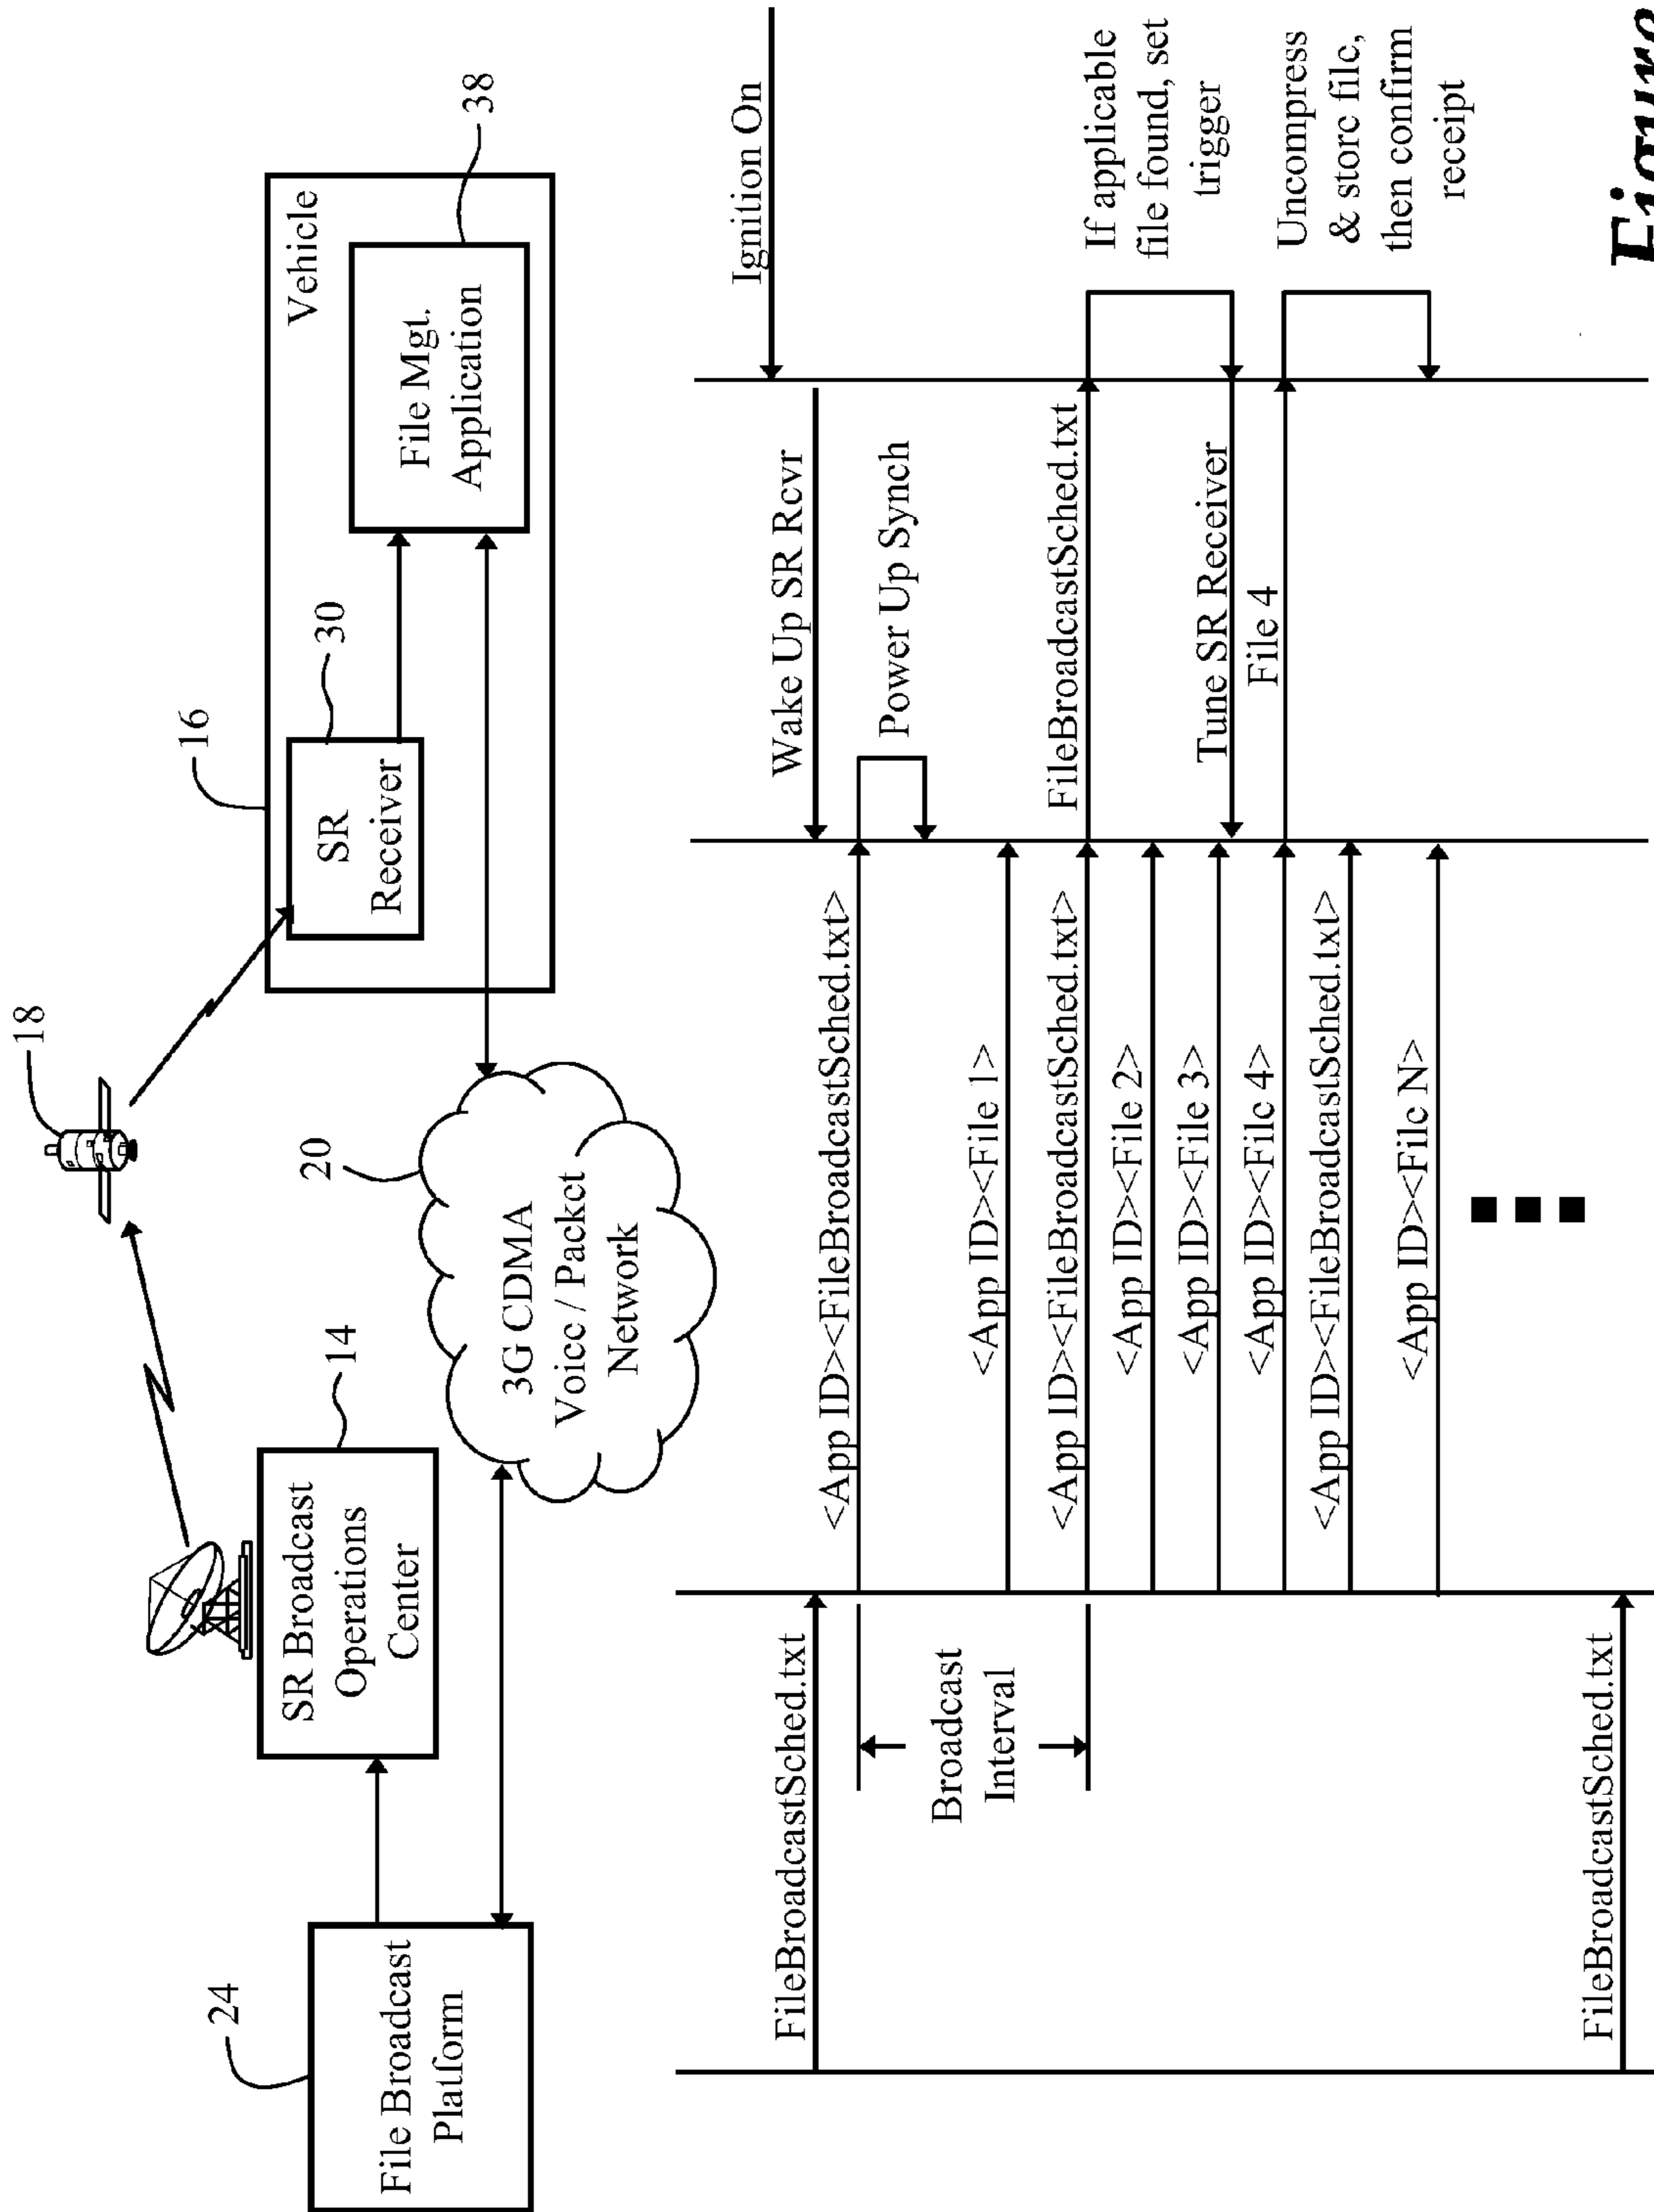 24
File Broadcast
Platform
SR Broadcast
Operations
Center
14
18
20
3G CDMA
Voice / Packet
Network
16
Vehicle
SR
Receiver
30
File Mgt.
Application
38
FileBroadcastSched.txt
Broadcast
Interval
FileBroadcastSched.txt
<App ID><FileBroadcastSched.txt>
<App ID><File 1>
<App ID><FileBroadcastSched.txt>
<App ID><File 2>
<App ID><File 3>
<App ID><File 4>
<App ID><FileBroadcastSched.txt>
<App ID><File N>
Wake Up SR Rcvr
Power Up Synch
FileBroadcastSched.txt
Tune SR Receiver
File 4
Ignition On
If applicable
file found, set
trigger
Uncompress
& store file,
then confirm
receipt
Figure